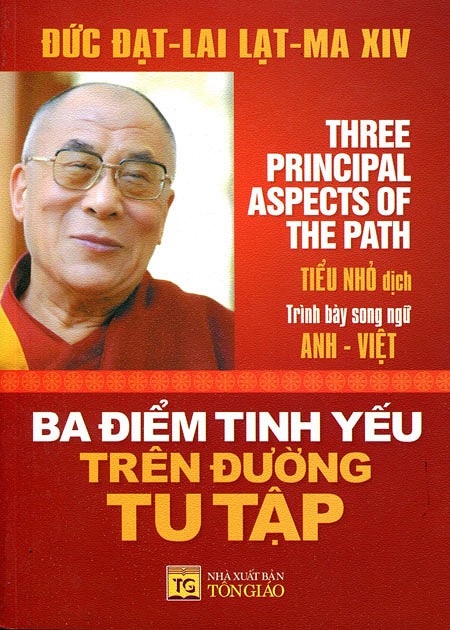 ĐỨC ĐẠT-LAI LẠT-MA XIV
THREE
PRINCIPAL
ASPECTS OF
THE PATH
TIỂU NHỎ dịch
Trình bày song ngữ
ANH - VIỆT
BA ĐIỂM TINH YẾU
TRÊN ĐƯỜNG
TU TẬP
TG
NHÀ XUẤT BẢN
TÔN GIÁO